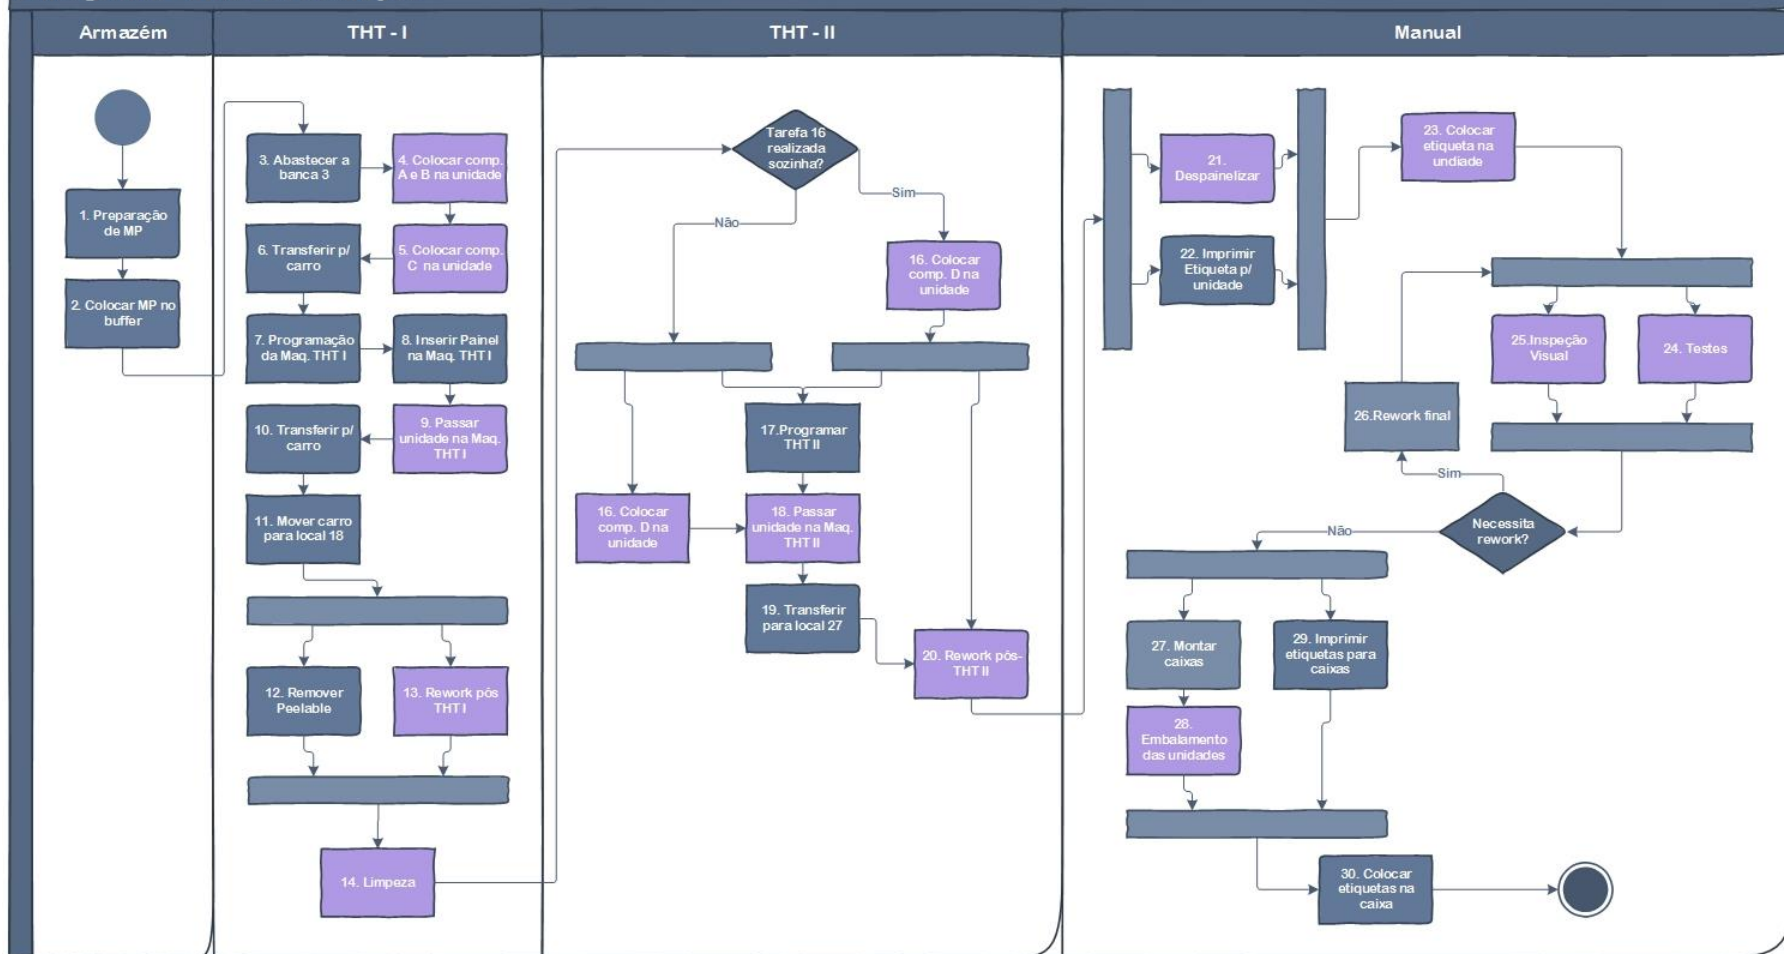 Armazém
THT - I
THT - II
Manual
1. Preparação
de MP
2. Colocar MP no
buffer
3. Abastecer a
banca 3
4. Colocar comp.
A e B na unidade
6. Transferir p/
carro
5. Colocar comp.
C na unidade
7. Programação
da Maq. THT I
8. Inserir Painel
na Maq. THT I
10. Transferir p/
carro
9. Passar
unidade na Maq.
THT I
11. Mover carro
para local 18
12. Remover
Peelable
13. Rework pós
THT I
14. Limpeza
Tarefa 16
realizada
sozinha?
Sim
Não
16. Colocar
comp. D na
unidade
17.Programar
THT II
16. Colocar
comp. D na
unidade
18. Passar
unidade na Maq.
THT II
19. Transferir
para local 27
20. Rework pós-
THT II
21.
Despainelizar
22. Imprimir
Etiqueta p/
unidade
23. Colocar
etiqueta na
undiade
25.Inspeção
Visual
24. Testes
26.Rework final
Sim
Necessita
rework?
Não
27. Montar
caixas
29. Imprimir
etiquetas para
caixas
28.
Embalamento
das unidades
30. Colocar
etiquetas na
caixa